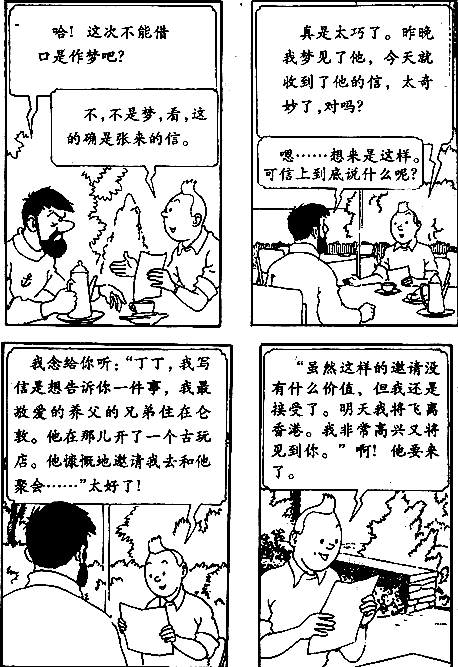 哈！这次不能借
口是作梦吧？
不，不是梦，看，这
的确是张来的信。
真是太巧了。昨晚
我梦见了他，今天就
收到了他的信，太奇
妙了，对吗？
嗯……想来是这样。
可信上到底说什么呢？
我念给你听：“丁丁，我写
信是想告诉你一件事，我最
敬爱的养父的兄弟住在仑
敦。他在那儿开了一个古玩
店。他慷慨地邀请我去和他
聚会……”太好了！
“虽然这样的邀请没
有什么价值，但我还是
接受了。明天我将飞离
香港。我非常高兴又将
见到你。”啊！他要来
了。